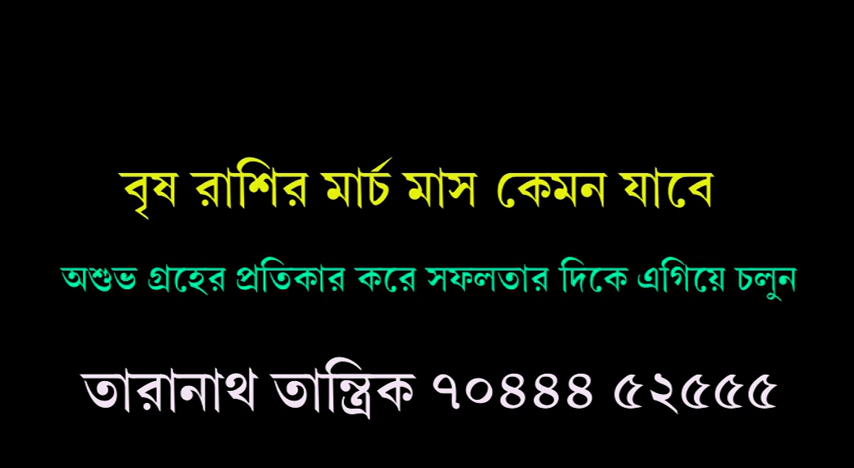 বৃষ রাশির মার্চ মাস কেমন যাবে
অশুভ গ্রহের প্রতিকার করে সফলতার দিকে এগিয়ে চলুন
তারানাথ তান্ত্রিক ৭০৪৪৪ ৫২৫৫৫